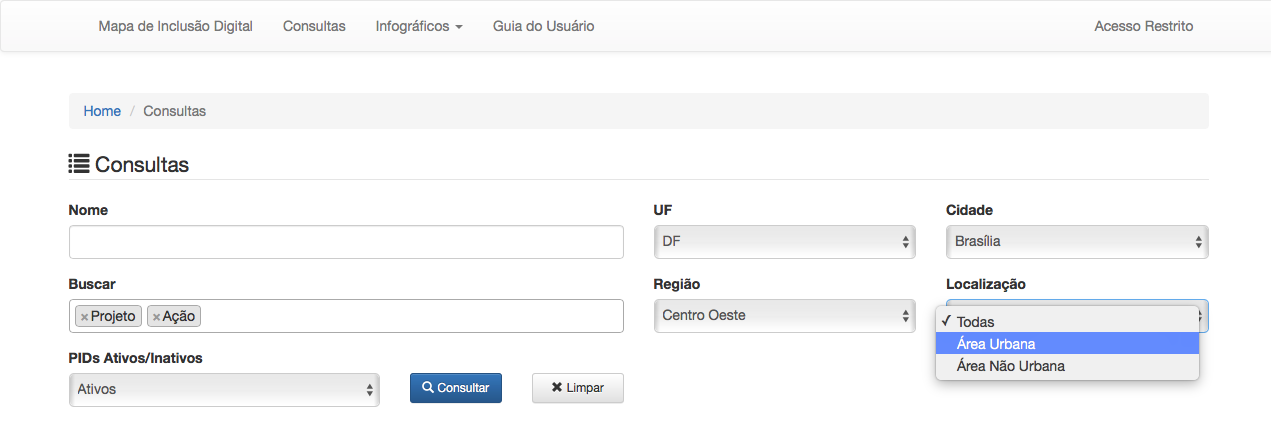 Mapa de Inclusão Digital Consultas Infográficos Guia do Usuário Acesso Restrito
Home / Consultas
Consultas
Nome UF Cidade
DF Brasília
Buscar Região Localização
×Projeto ×Ação Centro Oeste
✓ Todas
Área Urbana
Área Não Urbana
PIDs Ativos/Inativos
Ativos Consultar Limpar